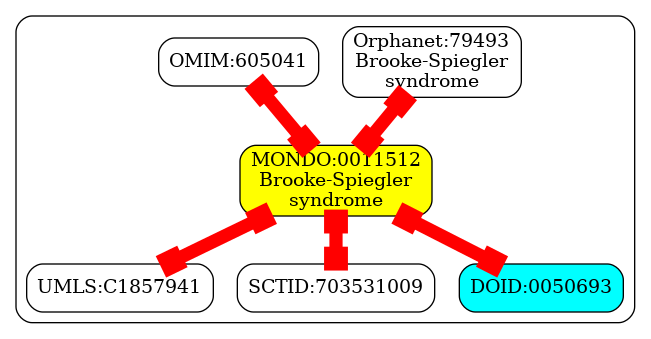 OMIM:605041
Orphanet:79493
Brooke-Spiegler
syndrome
MONDO:0011512
Brooke-Spiegler
syndrome
UMLS:C1857941
SCTID:703531009
DOID:0050693